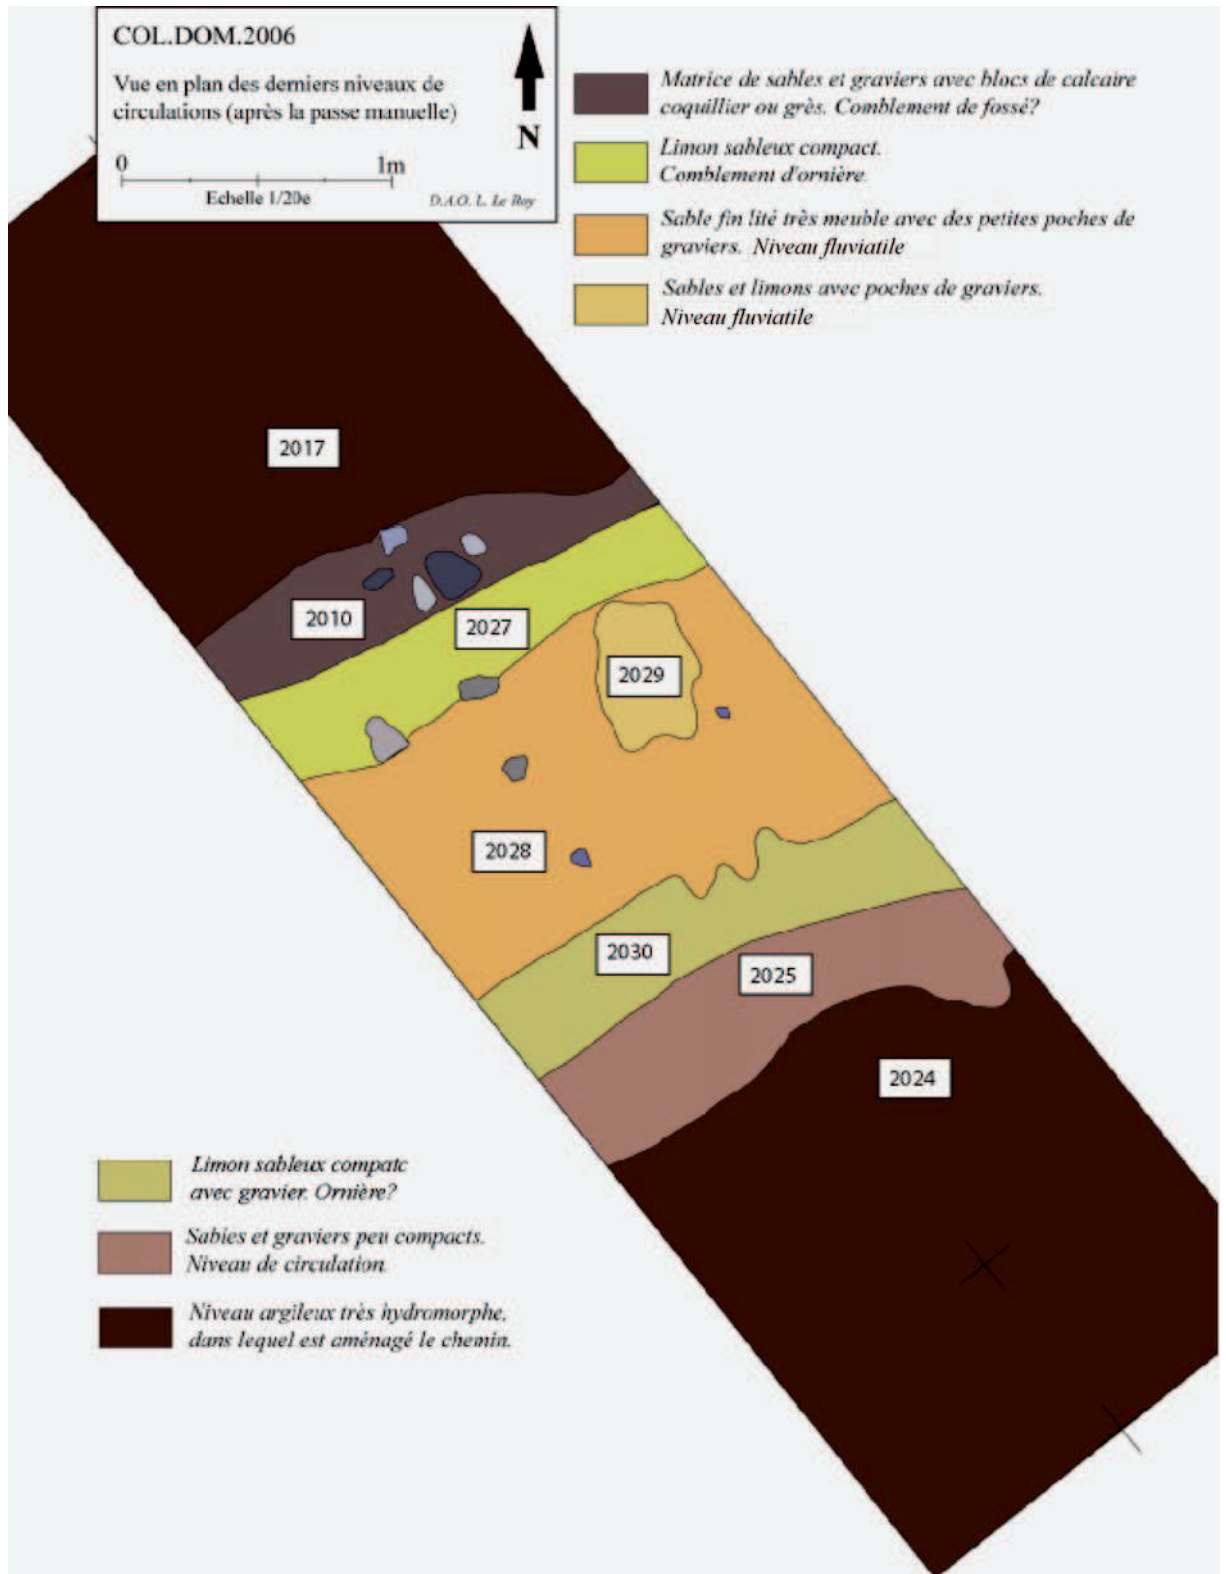 COL.DOM.2006
Vue en plan des derniers niveaux de
circulations (après la passe manuelle)
N
0 1m
Echelle 1/20e
D.A.O. L. Le Roy
Matrice de sables et graviers avec blocs de calcaire
coquillier ou grès. Comblement de fossé?
Limon sableux compact.
Comblement d'ornière.
Sable fin lité très meuble avec des petites poches de
graviers. Niveau fluviatile
Sables et limons avec poches de graviers.
Niveau fluviatile
2017
2010
2027
2029
2028
2030
2025
2024
Limon sableux compatc
avec gravier. Ornière?
Sables et graviers peu compacts.
Niveau de circulation.
Niveau argileux très hydromorphe,
dans lequel est aménagé le chemin.